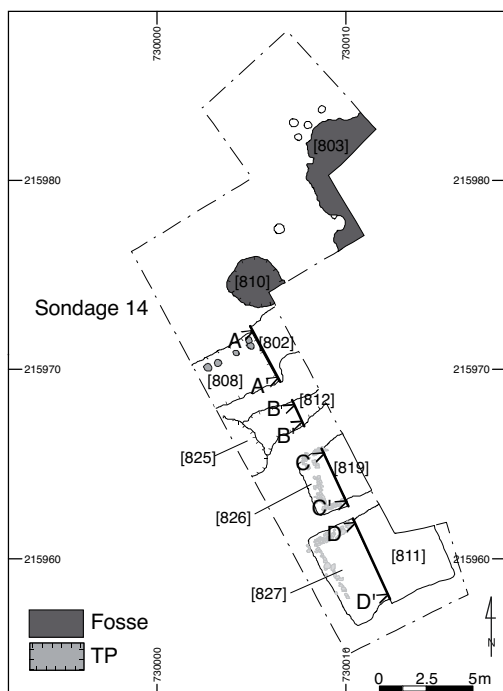 730000 730010
[803]
215980 215980
[810]
Sondage 14
A [802]
215970 215970
[808]
A'
B [812]
B'
[825]
C [819]
[826] C'
D
215960 [811] 215960
[827] D'
Fosse
TP
N
730000 730010
0 2.5 5m